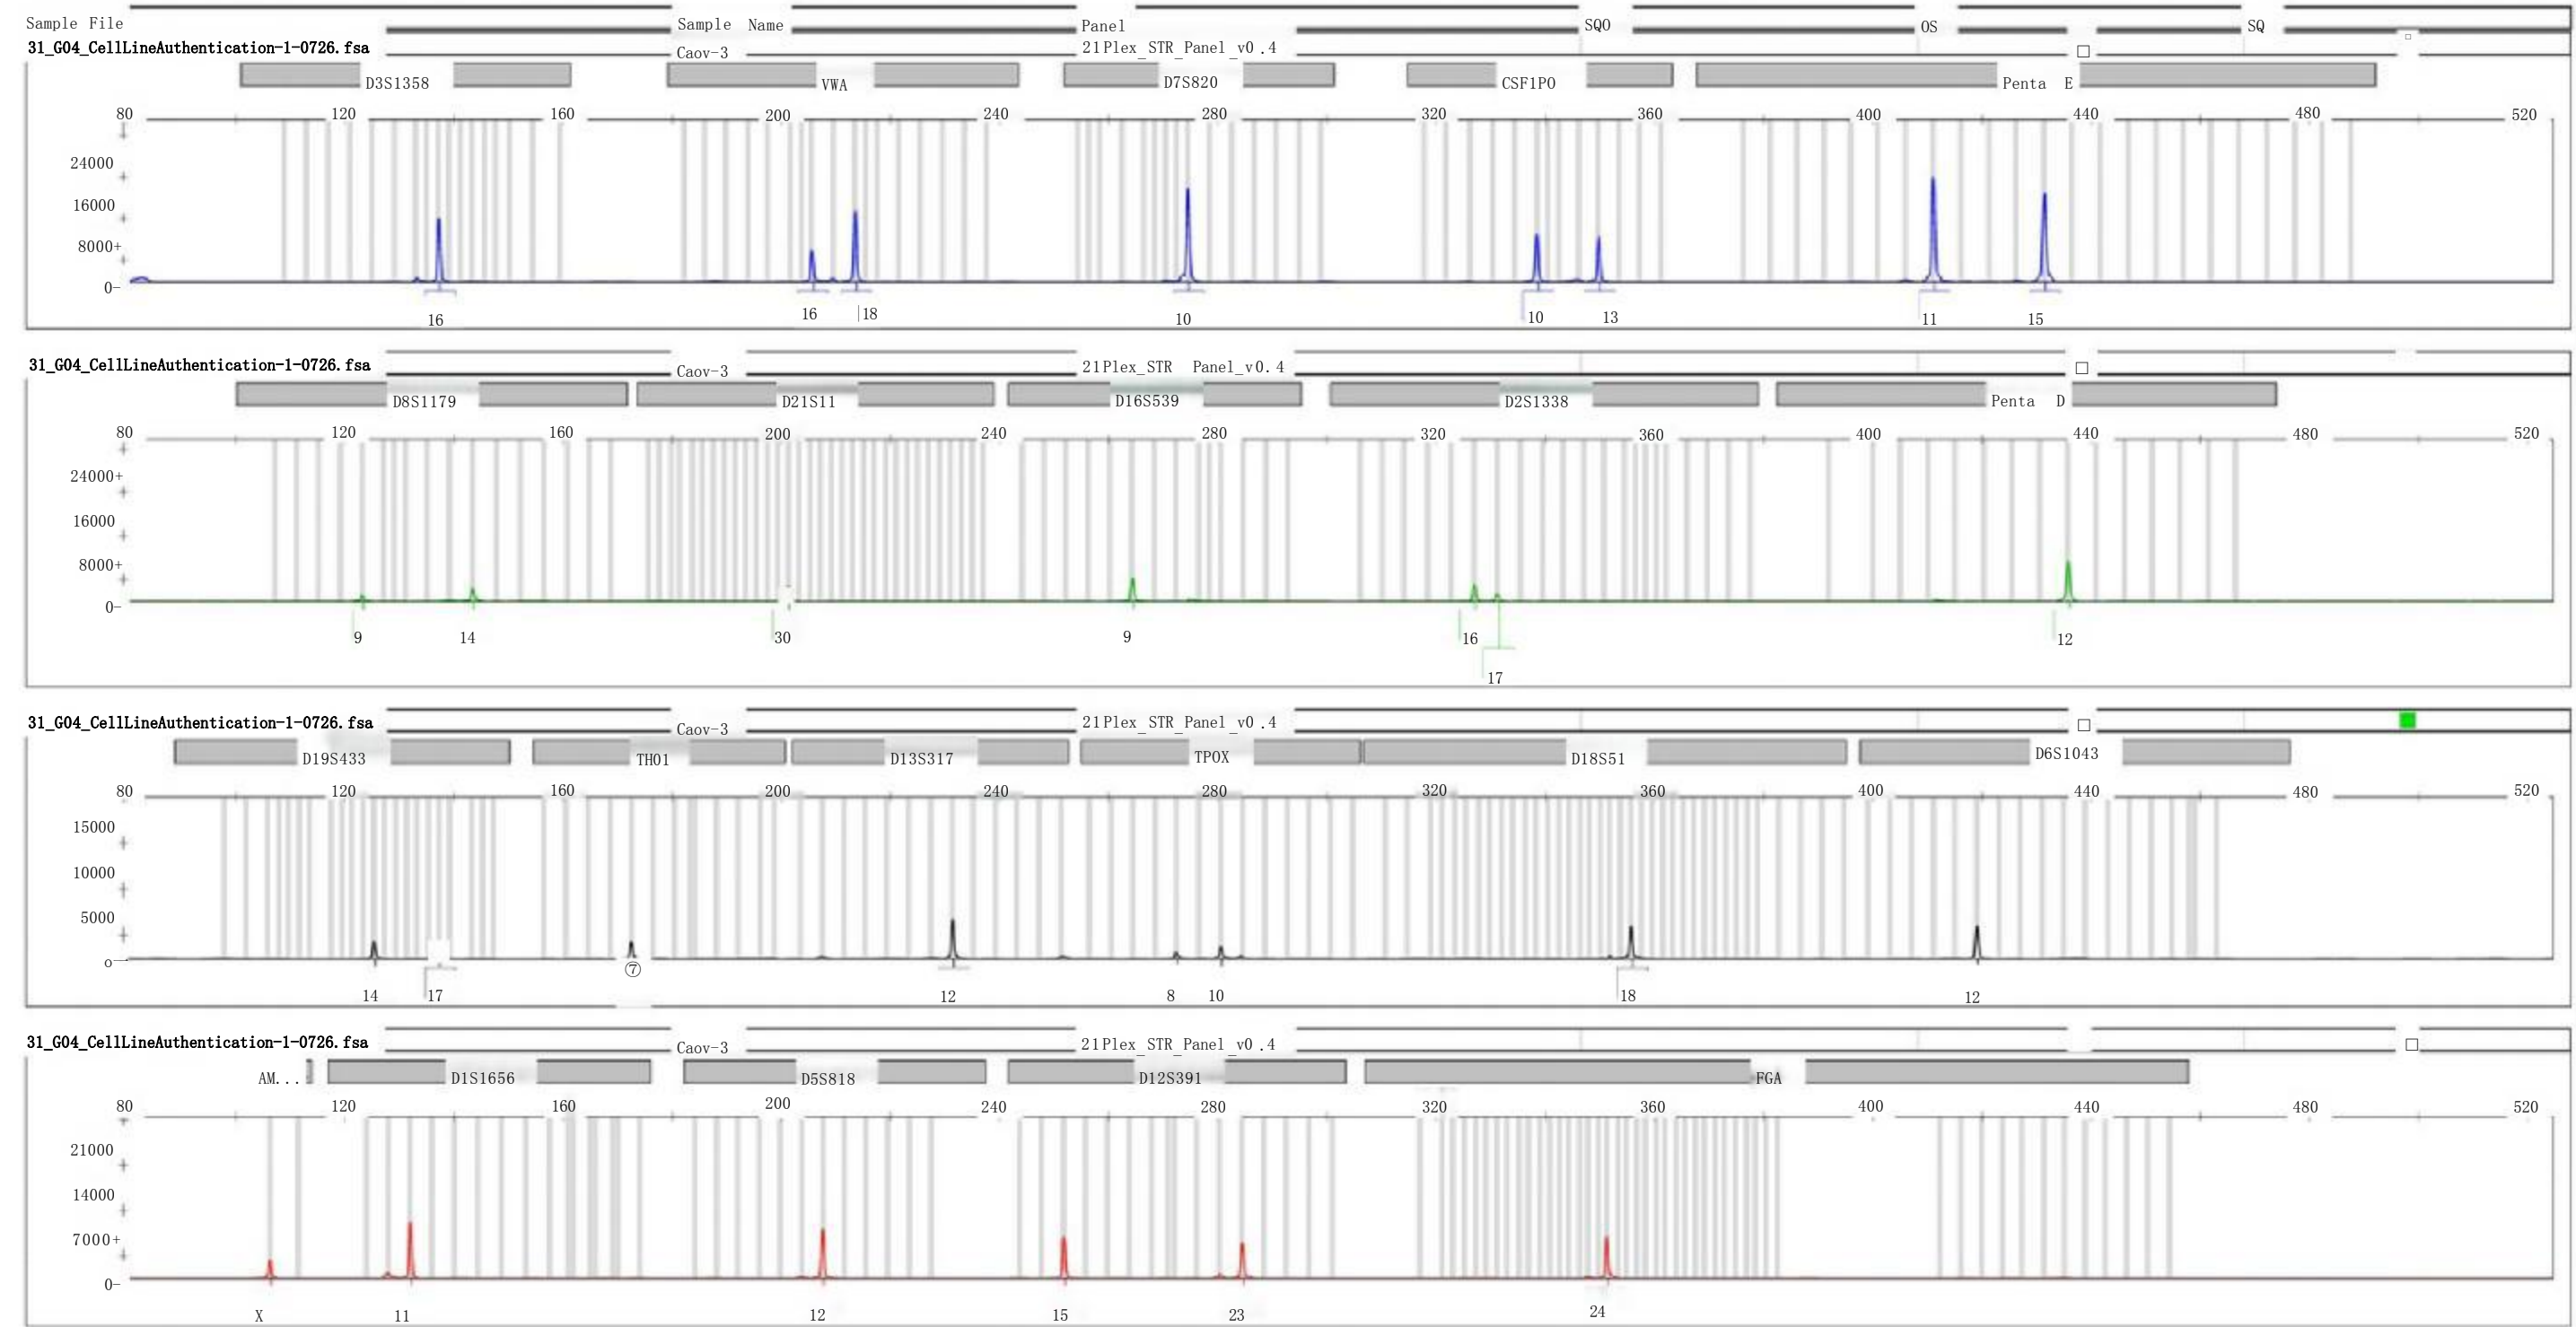 Sample File Sample Name Panel SQO OS SQ
31_G04_CellLineAuthentication-1-0726.fsa Caov-3 21Plex_STR_Panel_v0.4
D3S1358 VWA D7S820 CSF1PO Penta E
80 120 160 200 240 280 320 360 400 440 480 520
24000
16000
8000+
0-
16 16 18 10 10 13 11 15
31_G04_CellLineAuthentication-1-0726.fsa Caov-3 21Plex_STR Panel_v0.4
D8S1179 D21S11 D16S539 D2S1338 Penta D
80 120 160 200 240 280 320 360 400 440 480 520
24000+
16000
8000+
0-
9 14 30 9 16 12
17
31_G04_CellLineAuthentication-1-0726.fsa Caov-3 21Plex_STR_Panel_v0.4
D19S433 TH01 D13S317 TPOX D18S51 D6S1043
80 120 160 200 240 280 320 360 400 440 480 520
15000
10000
5000
o—
⑦
14 17 12 8 10 18 12
31_G04_CellLineAuthentication-1-0726.fsa Caov-3 21Plex_STR_Panel_v0.4
AM... D1S1656 D5S818 D12S391 FGA
80 120 160 200 240 280 320 360 400 440 480 520
21000
14000
7000+
0-
X 11 12 15 23 24